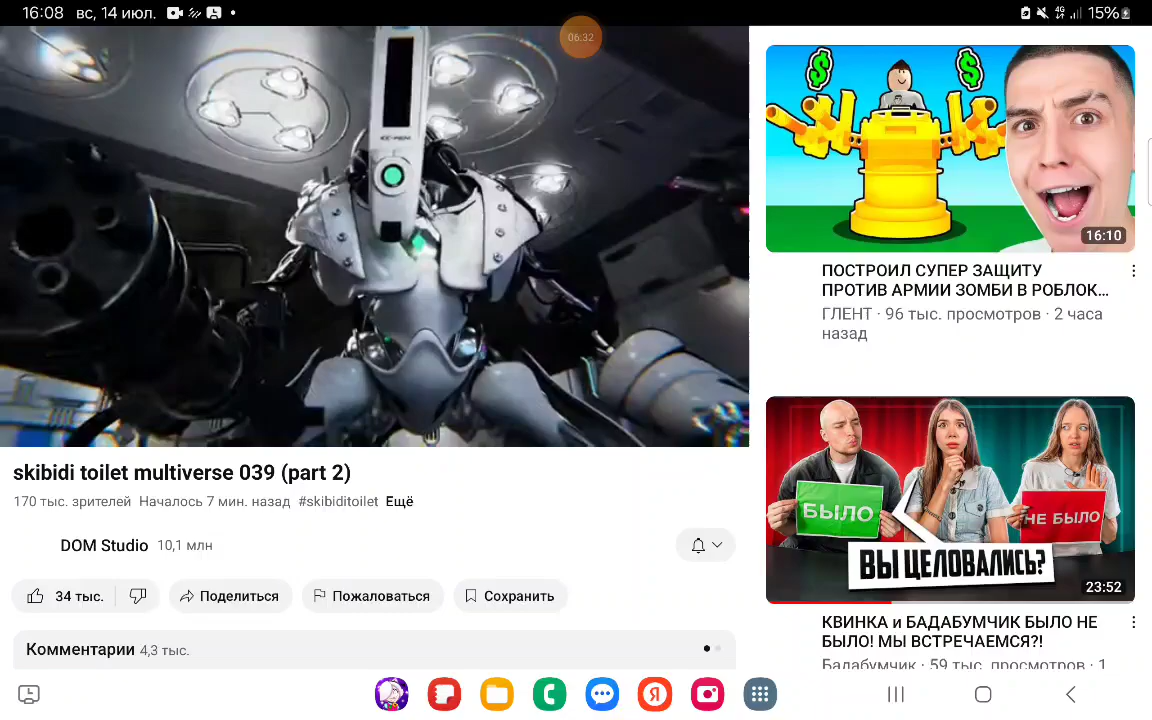 16:08 вс, 14 июл.
4G 15%
06:32
16:10
ПОСТРОИЛ СУПЕР ЗАЩИТУ
ПРОТИВ АРМИИ ЗОМБИ В РОБЛОК...
ГЛЕНТ · 96 тыс. просмотров · 2 часа
назад
skibidi toilet multiverse 039 (part 2)
170 тыс. зрителей Началось 7 мин. назад #skibiditoilet Ещё
DOM Studio 10,1 млн
34 тыс. Поделиться Пожаловаться Сохранить
Комментарии 4,3 тыс.
БЫЛО
НЕ БЫЛО
ВЫ ЦЕЛОВАЛИСЬ?
23:52
КВИНКА и БАДАБУМЧИК БЫЛО НЕ
БЫЛО! МЫ ВСТРЕЧАЕМСЯ?!
Бадабумчик · 59 тыс. просмотров · 1
Я